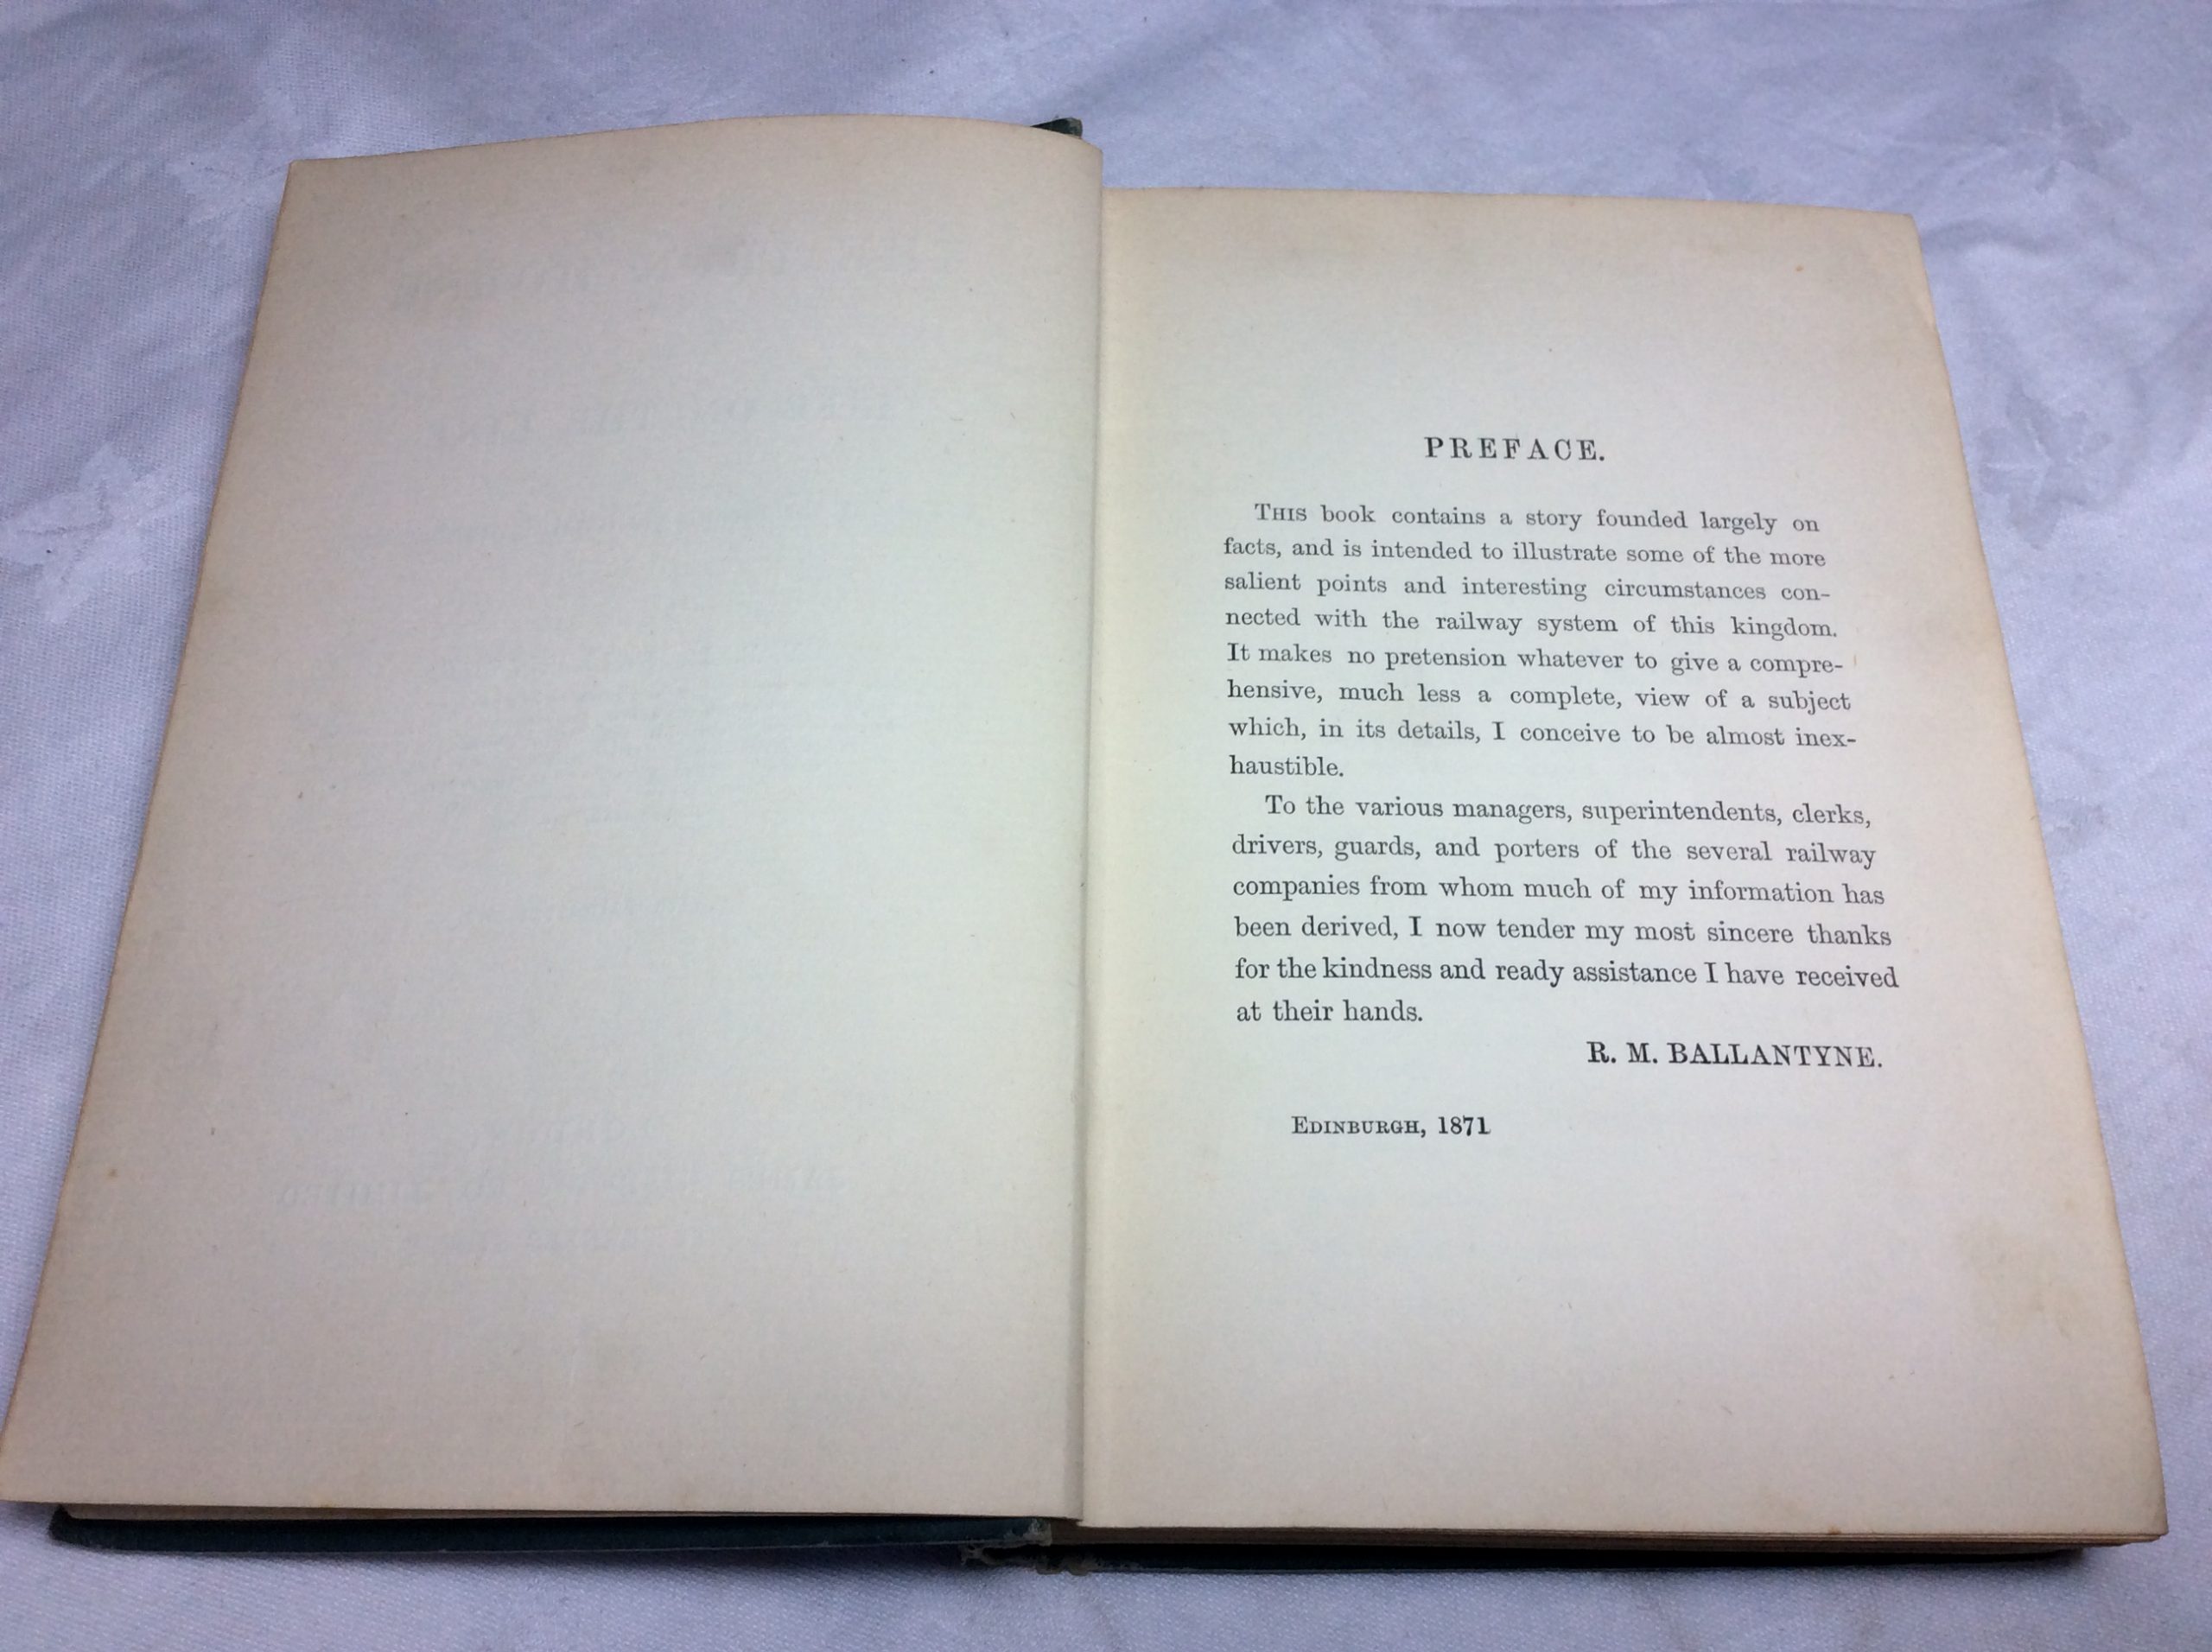 PREFACE.
THIS book contains a story founded largely on
facts, and is intended to illustrate some of the more
salient points and interesting circumstances con-
nected with the railway system of this kingdom.
It makes no pretension whatever to give a compre-
hensive, much less a complete, view of a subject
which, in its details, I conceive to be almost inex-
haustible.
To the various managers, superintendents, clerks,
drivers, guards, and porters of the several railway
companies from whom much of my information has
been derived, I now tender my most sincere thanks
for the kindness and ready assistance I have received
at their hands.
R. M. BALLANTYNE.
EDINBURGH, 1871